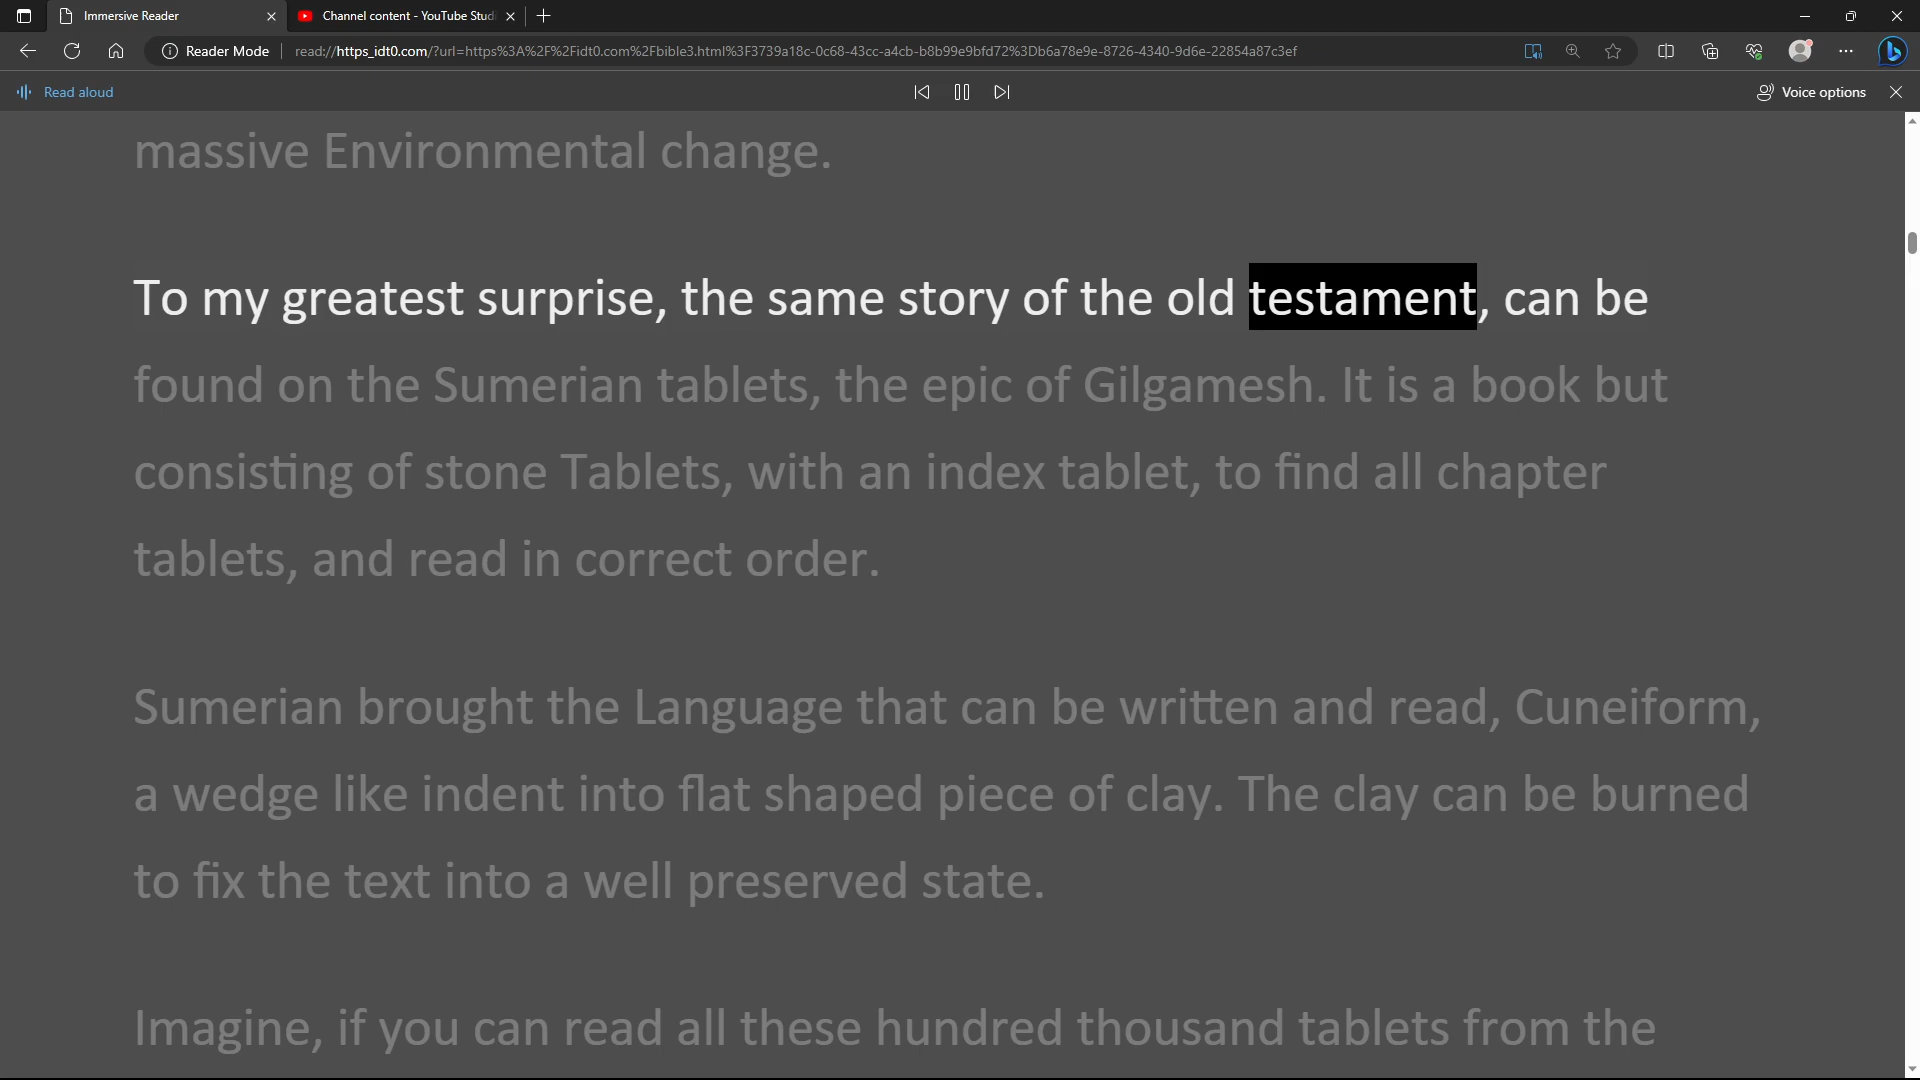 Immersive Reader
Channel content - YouTube Studi
Reader Mode
read://https_idt0.com/?url=https%3A%2F%2Fidt0.com%2Fbible3.html%3F3739a18c-0c68-43cc-a4cb-b8b99e9bfd72%3Db6a78e9e-8726-4340-9d6e-22854a87c3ef
Read aloud
Voice options
massive Environmental change.
To my greatest surprise, the same story of the old testament, can be
found on the Sumerian tablets, the epic of Gilgamesh. It is a book but
consisting of stone Tablets, with an index tablet, to find all chapter
tablets, and read in correct order.
Sumerian brought the Language that can be written and read, Cuneiform,
a wedge like indent into flat shaped piece of clay. The clay can be burned
to fix the text into a well preserved state.
Imagine, if you can read all these hundred thousand tablets from the